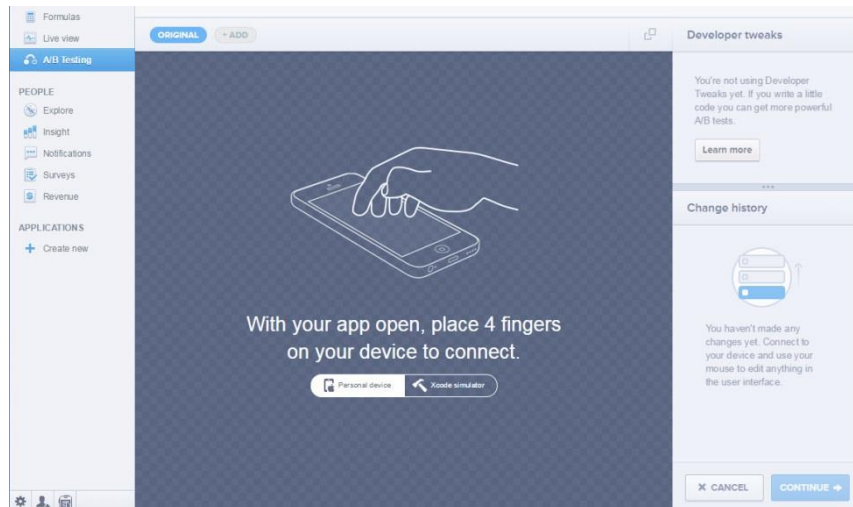 Formulas
Live view
A/B Testing
PEOPLE
Explore
Insight
Notifications
Surveys
Revenue
APPLICATIONS
+ Create new
ORIGINAL
+ ADD
With your app open, place 4 fingers
on your device to connect.
Personal device
Xcode simulator
Developer tweaks
You're not using Developer
Tweaks yet. If you write a little
code you can get more powerful
A/B tests.
Learn more
Change history
You haven't made any
changes yet. Connect to
your device and use your
mouse to edit anything in
the user interface.
CANCEL
CONTINUE